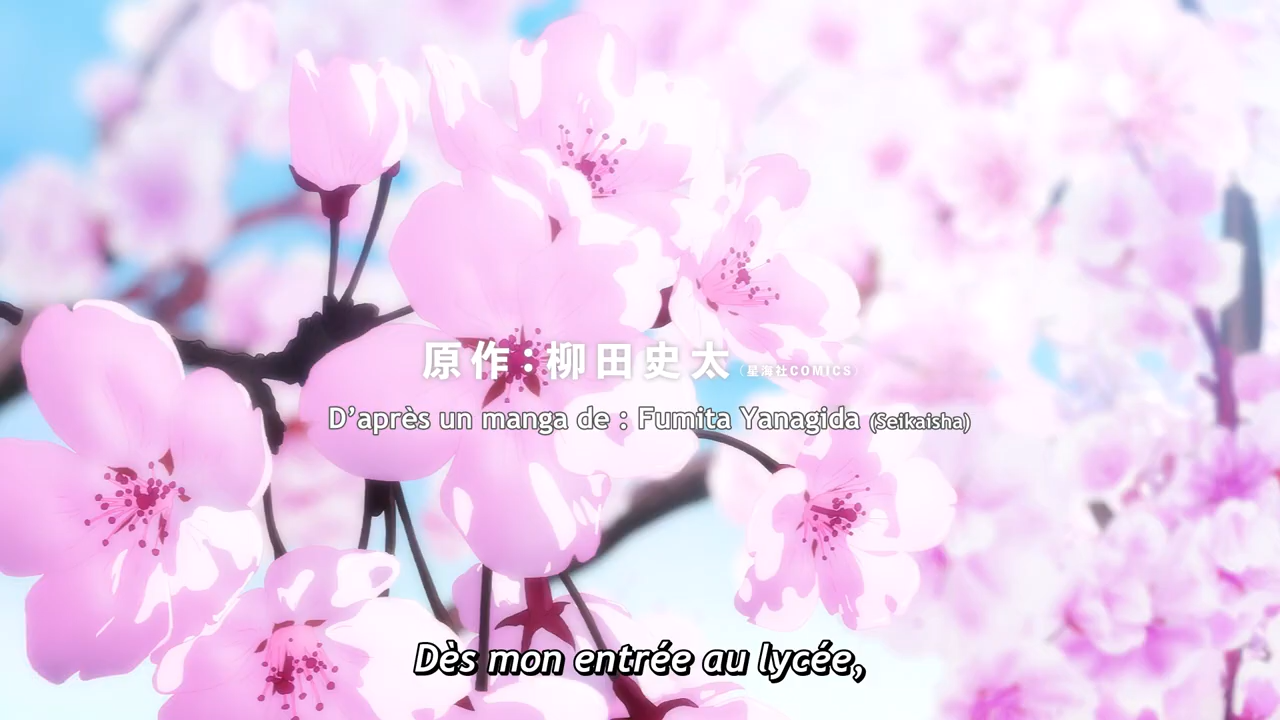 原作：柳田史太（星海社COMICS）
D’après un manga de : Fumita Yanagida (Seikaisha)
Dès mon entrée au lycée,